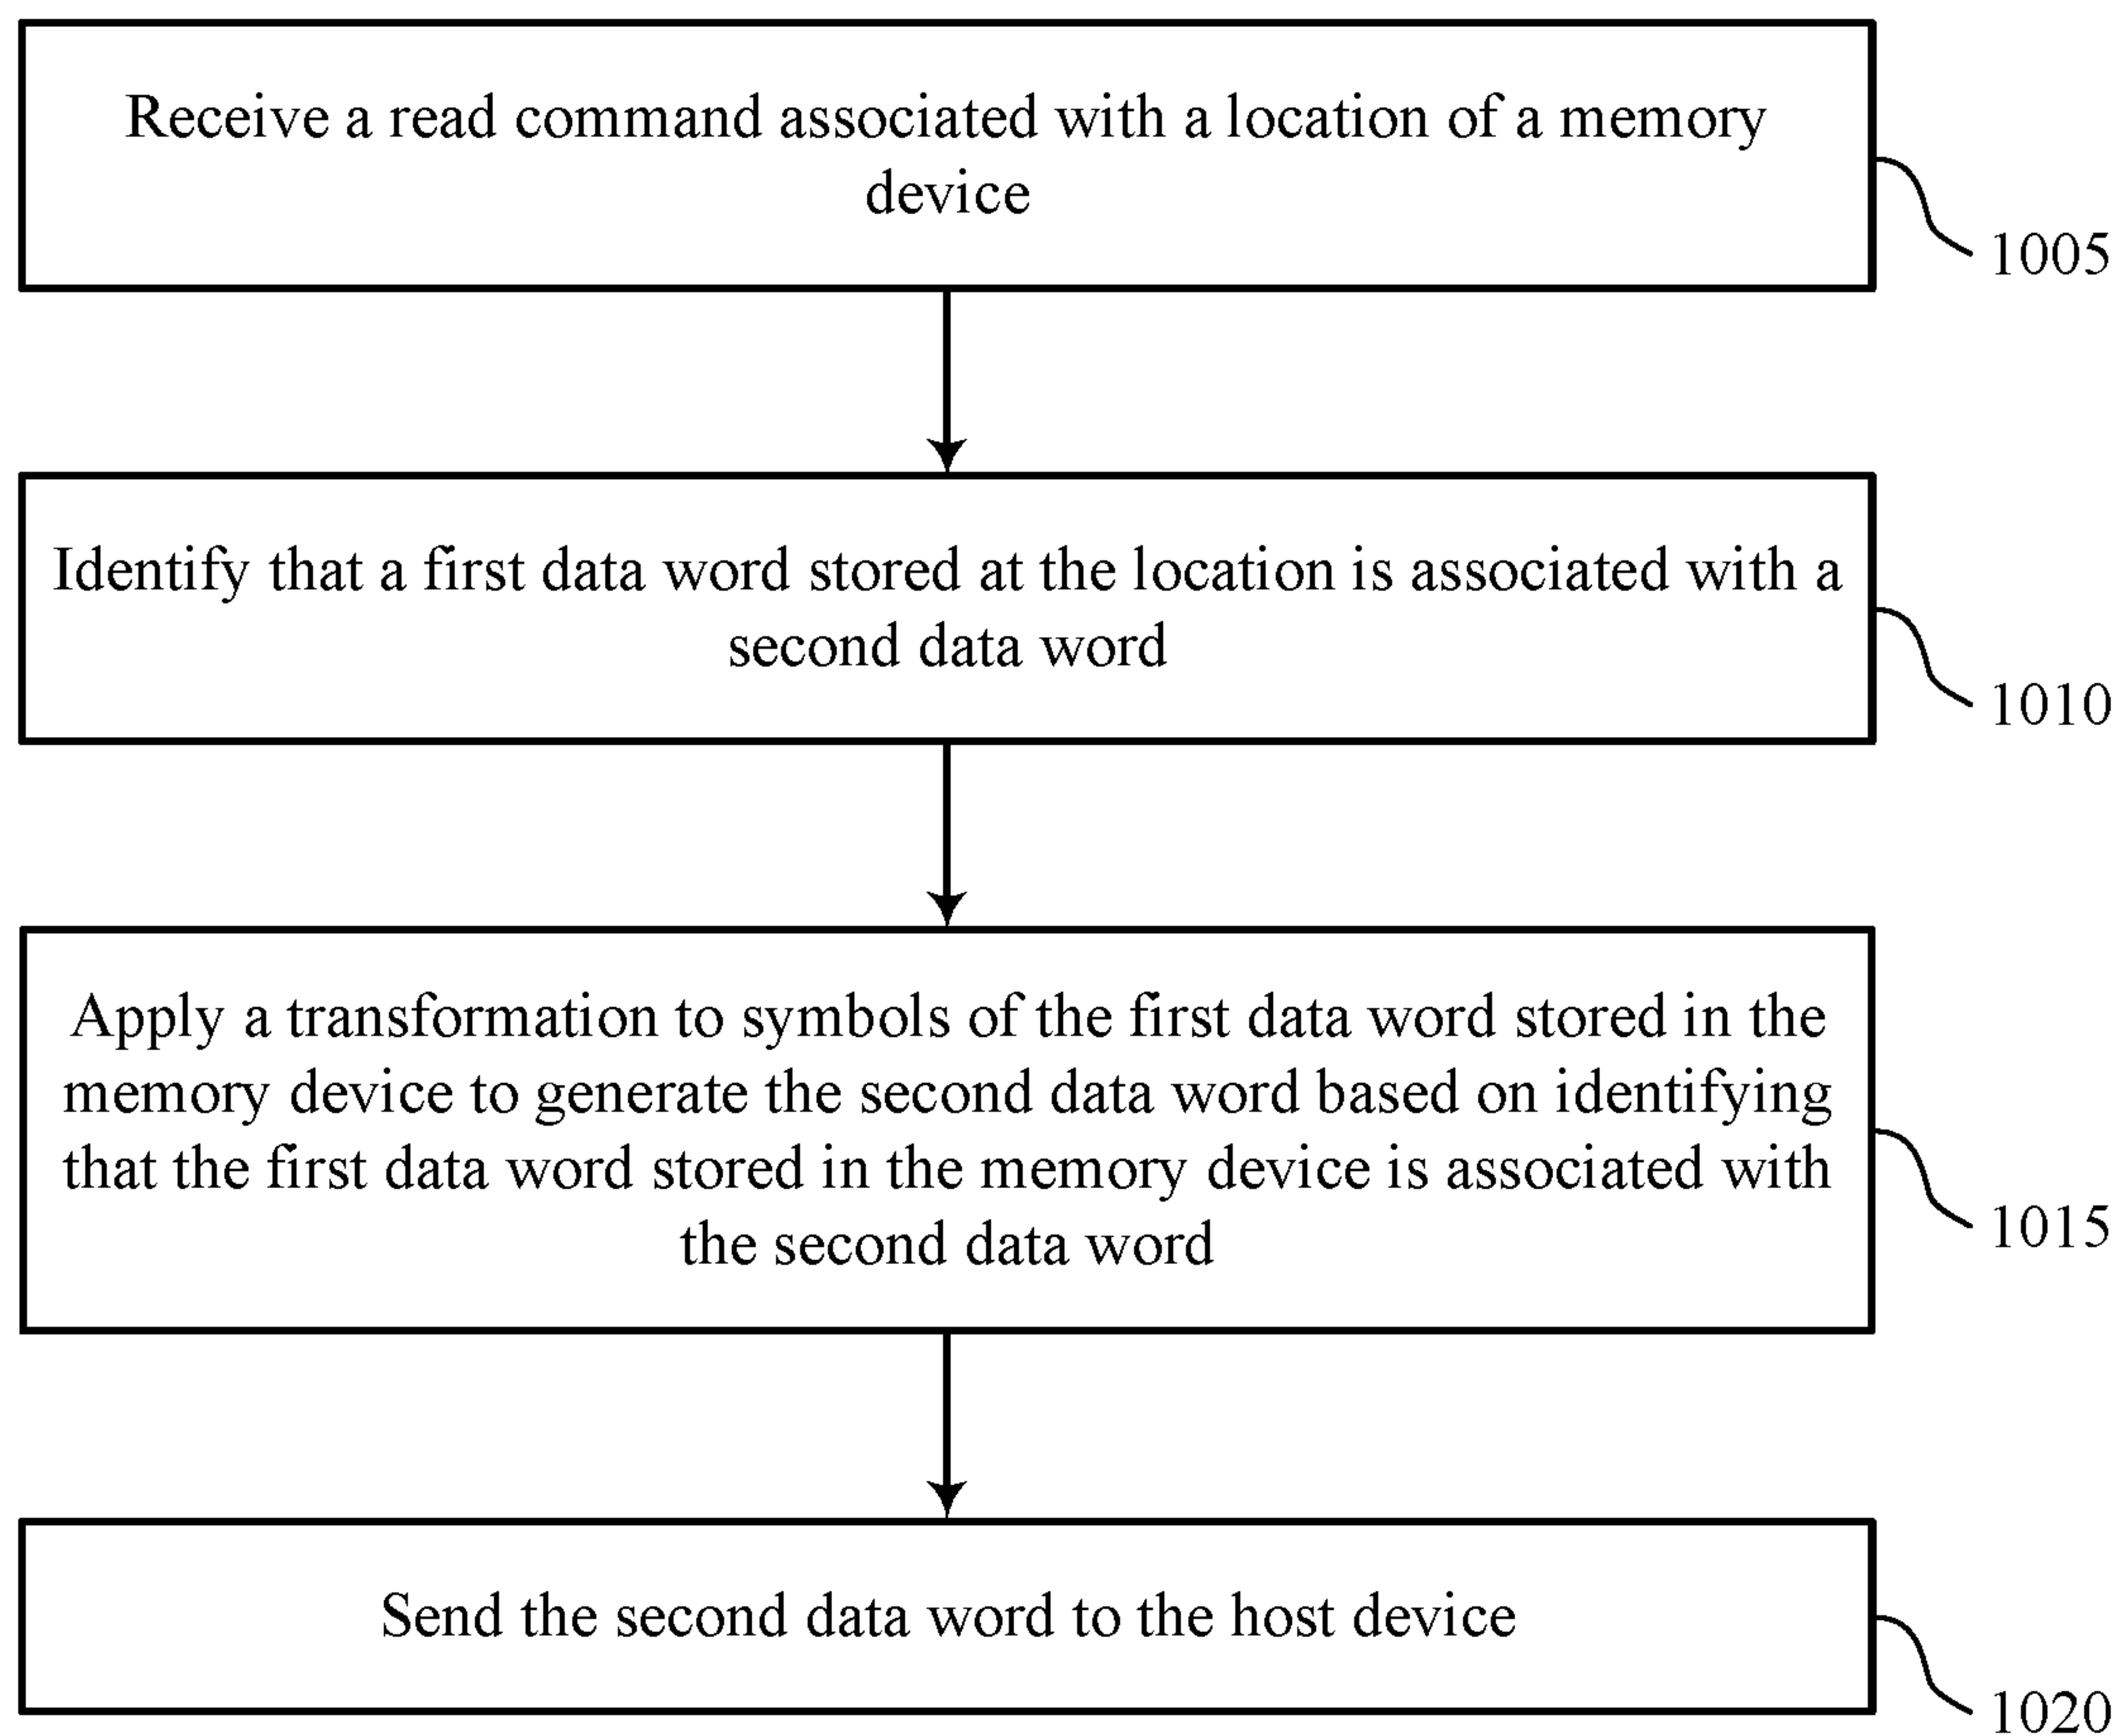 Receive a read command associated with a location of a memory
device
1005
Identify that a first data word stored at the location is associated with a
second data word
1010
Apply a transformation to symbols of the first data word stored in the
memory device to generate the second data word based on identifying
that the first data word stored in the memory device is associated with
the second data word
1015
Send the second data word to the host device
1020